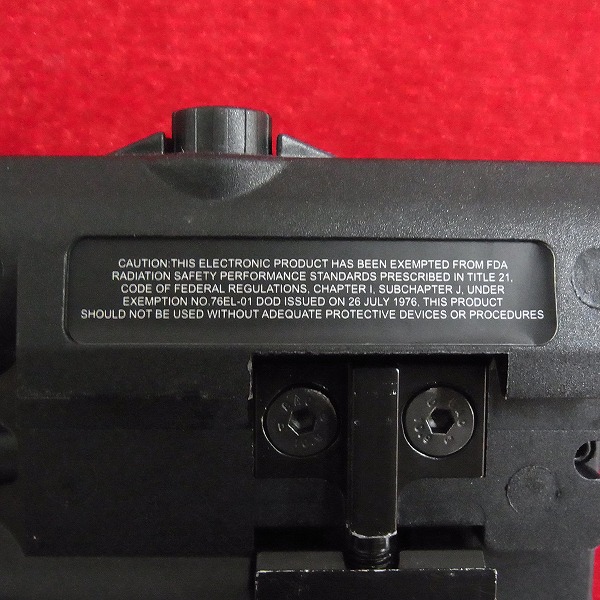 CAUTION:THIS ELECTRONIC PRODUCT HAS BEEN EXEMPTED FROM FDA
RADIATION SAFETY PERFORMANCE STANDARDS PRESCRIBED IN TITLE 21,
CODE OF FEDERAL REGULATIONS, CHAPTER I, SUBCHAPTER J, UNDER
EXEMPTION NO.76EL-01 DOD ISSUED ON 26 JULY 1976, THIS PRODUCT
SHOULD NOT BE USED WITHOUT ADEQUATE PROTECTIVE DEVICES OR PROCEDURES